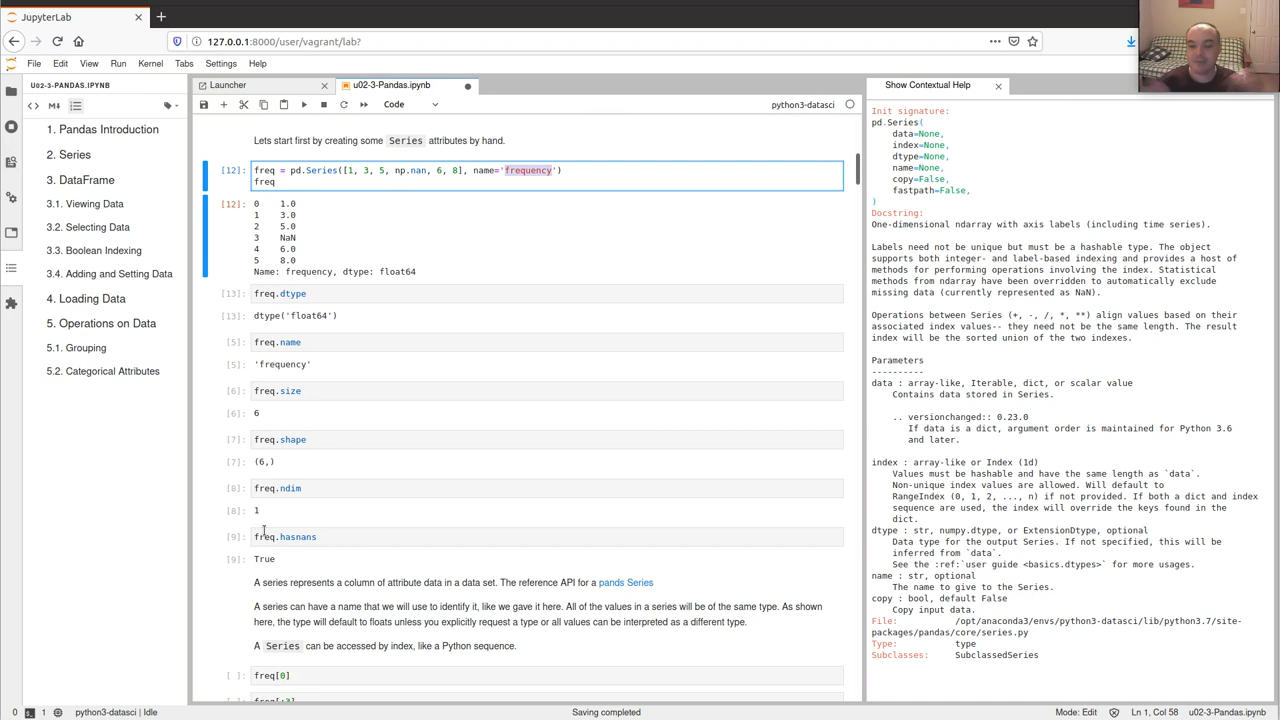 JupyterLab
127.0.0.1:8000/user/vagrant/lab?
File Edit View Run Kernel Tabs Settings Help
U02-3-PANDAS.IPYNB
1. Pandas Introduction
2. Series
3. DataFrame
3.1. Viewing Data
3.2. Selecting Data
3.3. Boolean Indexing
3.4. Adding and Setting Data
4. Loading Data
5. Operations on Data
5.1. Grouping
5.2. Categorical Attributes
Launcher
u02-3-Pandas.ipynb
Code
python3-datasci
Lets start first by creating some Series attributes by hand.
[12]: freq = pd.Series([1, 3, 5, np.nan, 6, 8], name='frequency')
freq
[12]: 0 1.0
1 3.0
2 5.0
3 NaN
4 6.0
5 8.0
Name: frequency, dtype: float64
[13]: freq.dtype
[13]: dtype('float64')
[5]: freq.name
[5]: 'frequency'
[6]: freq.size
[6]: 6
[7]: freq.shape
[7]: (6,)
[8]: freq.ndim
[8]: 1
[9]: freq.hasnans
[9]: True
A series represents a column of attribute data in a data set. The reference API for a pands Series
A series can have a name that we will use to identify it, like we gave it here. All of the values in a series will be of the same type. As shown
here, the type will default to floats unless you explicitly request a type or all values can be interpreted as a different type.
A Series can be accessed by index, like a Python sequence.
[ ]: freq[0]
freq[:3]
Show Contextual Help
Init signature:
pd.Series(
data=None,
index=None,
dtype=None,
name=None,
copy=False,
fastpath=False,
)
Docstring:
One-dimensional ndarray with axis labels (including time series).
Labels need not be unique but must be a hashable type. The object
supports both integer- and label-based indexing and provides a host of
methods for performing operations involving the index. Statistical
methods from ndarray have been overridden to automatically exclude
missing data (currently represented as NaN).
Operations between Series (+, -, /, *, **) align values based on their
associated index values-- they need not be the same length. The result
index will be the sorted union of the two indexes.
Parameters
----------
data : array-like, Iterable, dict, or scalar value
Contains data stored in Series.
.. versionchanged:: 0.23.0
If data is a dict, argument order is maintained for Python 3.6
and later.
index : array-like or Index (1d)
Values must be hashable and have the same length as `data`.
Non-unique index values are allowed. Will default to
RangeIndex (0, 1, 2, ..., n) if not provided. If both a dict and index
sequence are used, the index will override the keys found in the
dict.
dtype : str, numpy.dtype, or ExtensionDtype, optional
Data type for the output Series. If not specified, this will be
inferred from `data`.
See the :ref:`user guide <basics.dtypes>` for more usages.
name : str, optional
The name to give to the Series.
copy : bool, default False
Copy input data.
File: /opt/anaconda3/envs/python3-datasci/lib/python3.7/site-
packages/pandas/core/series.py
Type: type
Subclasses: SubclassedSeries
0 1 python3-datasci | Idle
Saving completed
Mode: Edit Ln 1, Col 58 u02-3-Pandas.ipynb